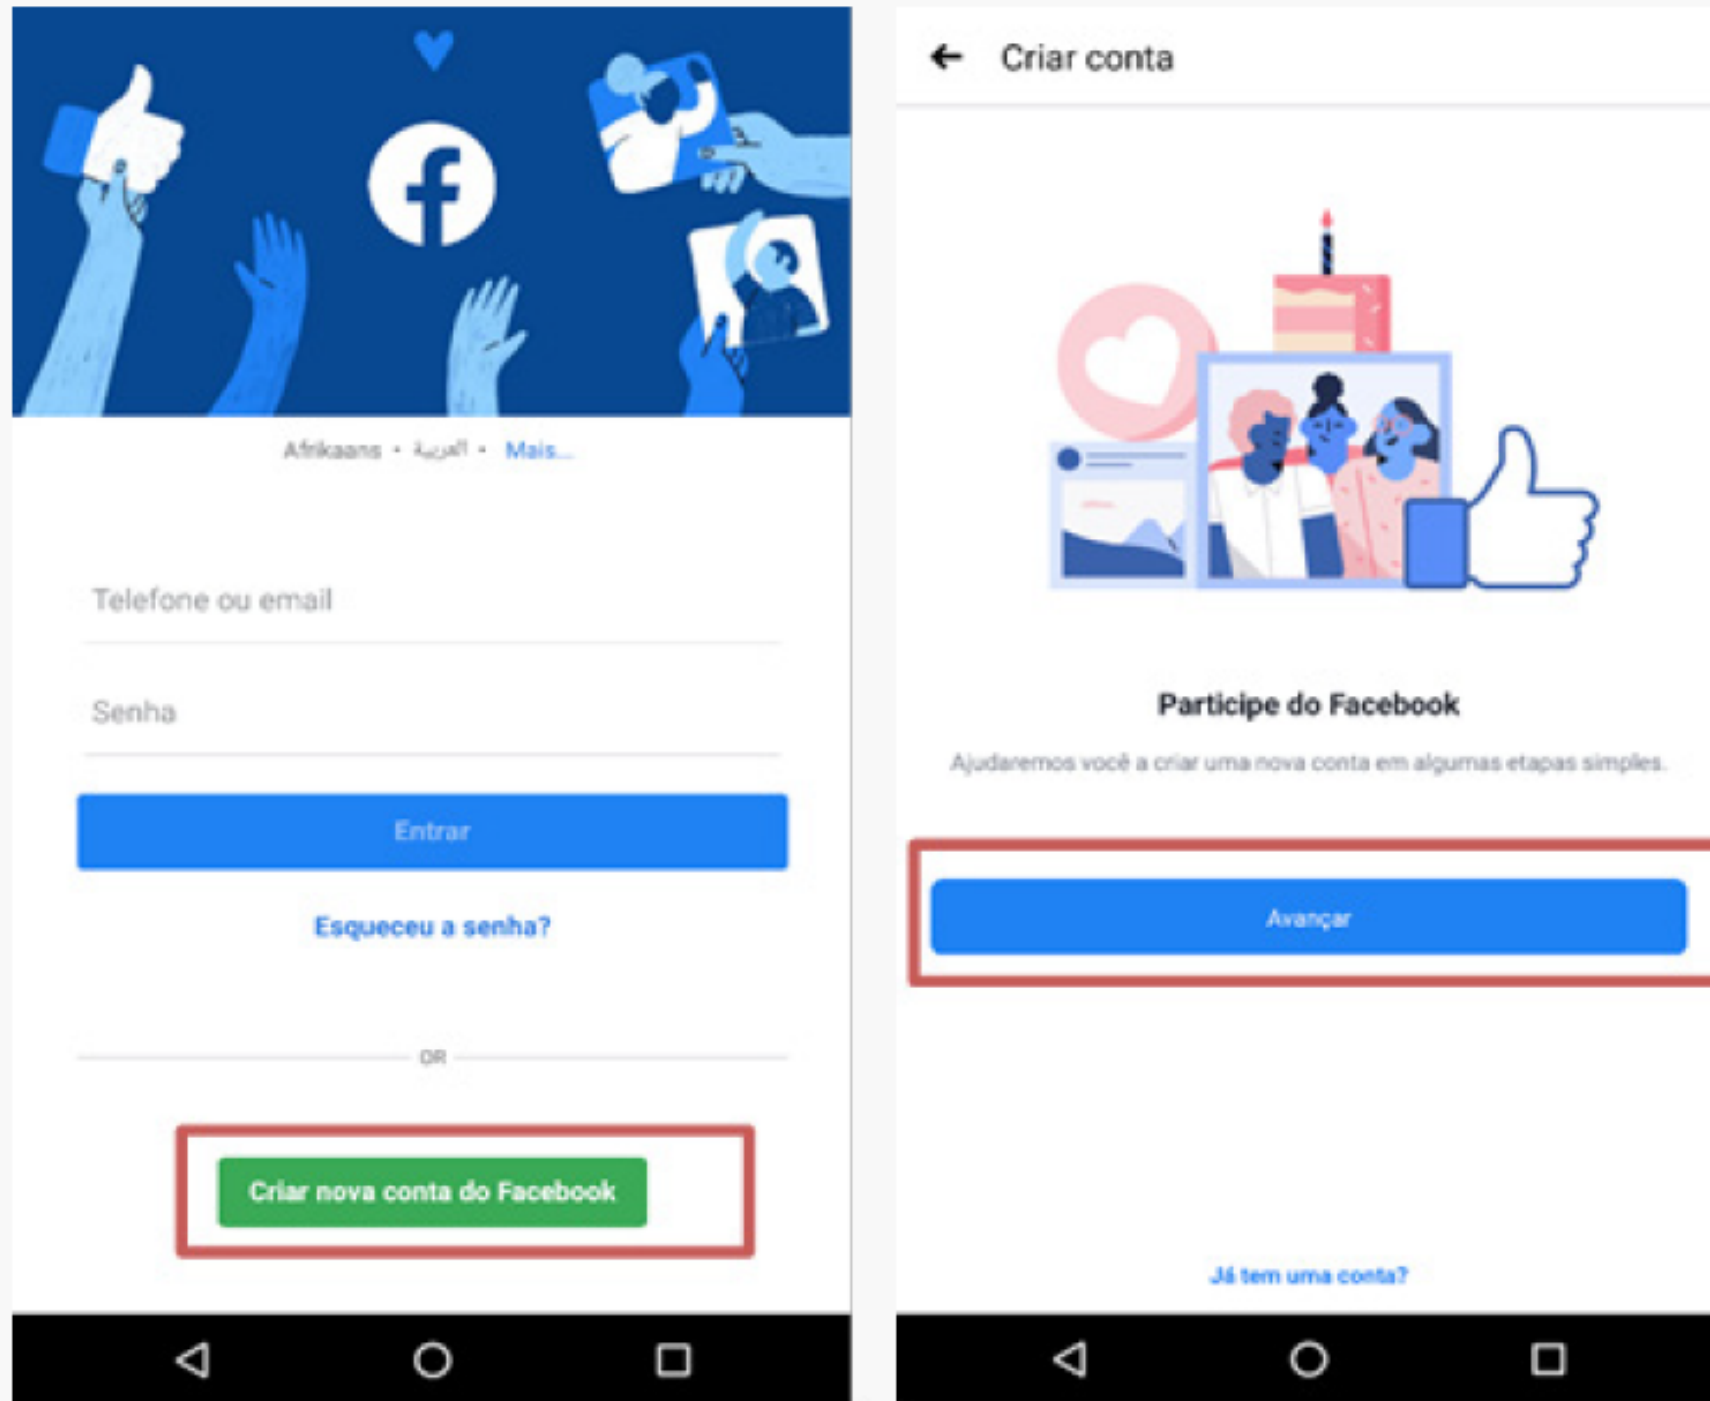 Afrikaans • العربية • Mais...
Telefone ou email
Senha
Entrar
Esqueceu a senha?
OR
Criar nova conta do Facebook
Criar conta
Participe do Facebook
Ajudaremos você a criar uma nova conta em algumas etapas simples.
Avançar
Já tem uma conta?